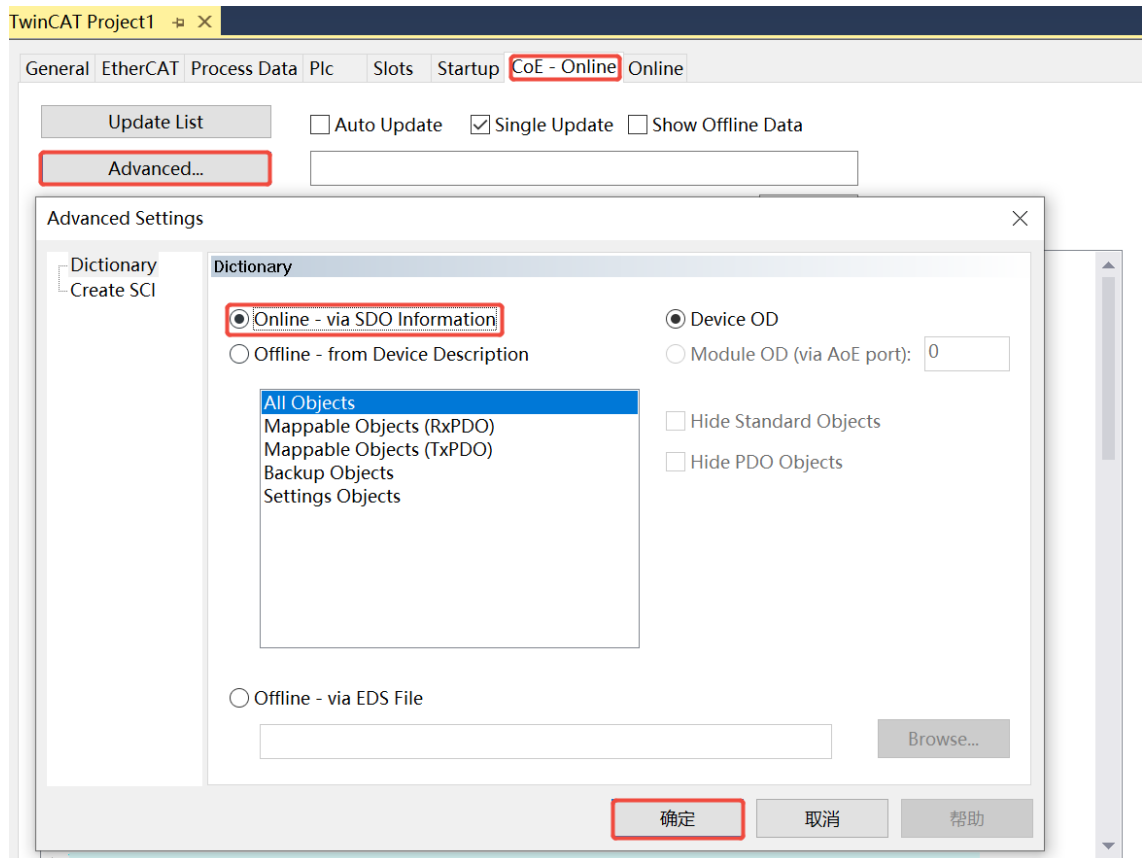 TwinCAT Project1
General EtherCAT Process Data Plc Slots Startup CoE - Online Online
Update List Auto Update Single Update Show Offline Data
Advanced...
Advanced Settings
Dictionary
Create SCI
Dictionary
Online - via SDO Information Device OD
Offline - from Device Description Module OD (via AoE port): 0
All Objects
Mappable Objects (RxPDO)
Mappable Objects (TxPDO)
Backup Objects
Settings Objects
Hide Standard Objects
Hide PDO Objects
Offline - via EDS File
Browse...
确定 取消 帮助